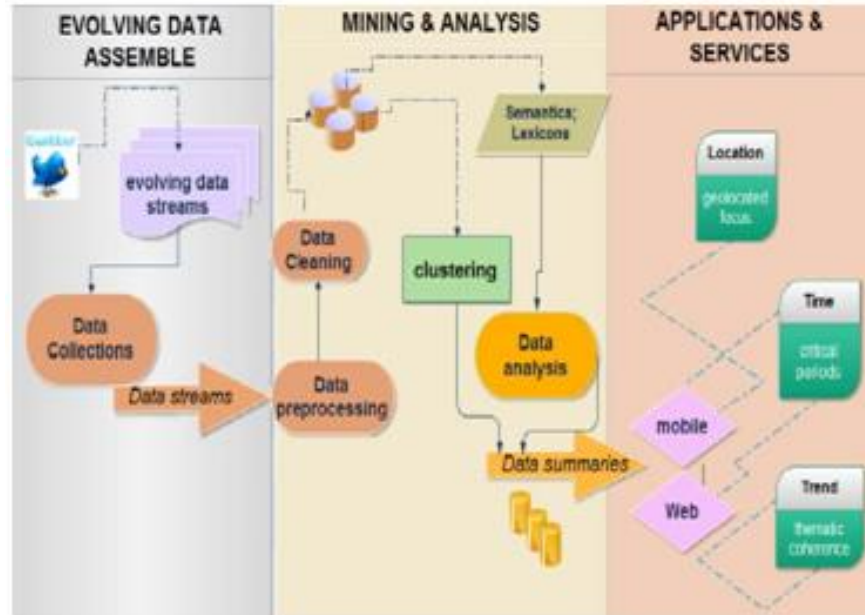 EVOLVING DATA
ASSEMBLE
twitter
evolving data
streams
Data
Collections
Data streams
MINING & ANALYSIS
Semantics;
Lexicons
Data
Cleaning
clustering
Data
preprocessing
Data
analysis
Data summaries
APPLICATIONS &
SERVICES
Location
geolocated
focus
Time
critical
periods
mobile
Web
Trend
thematic
coherence